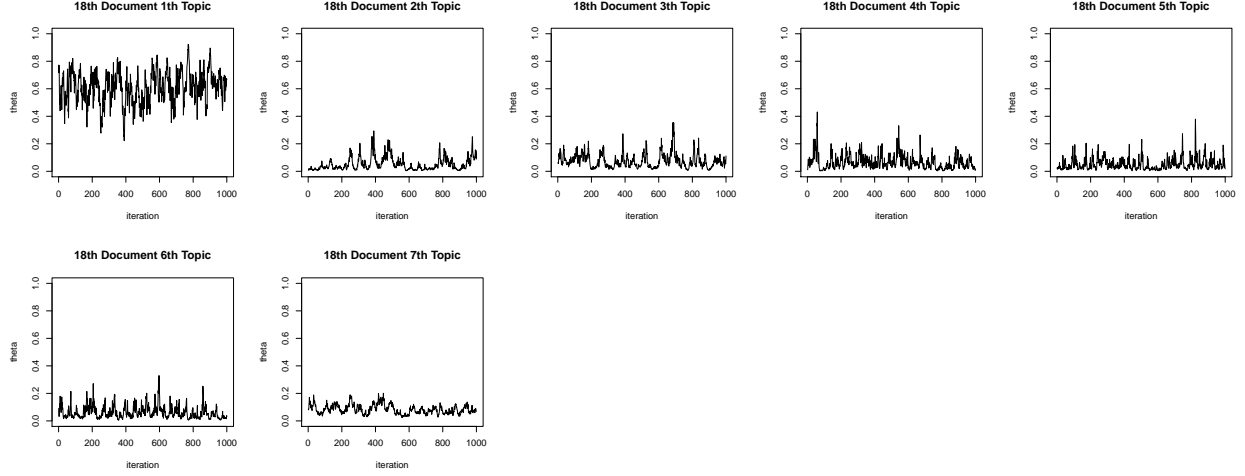 18th Document 1th Topic
18th Document 2th Topic
18th Document 3th Topic
18th Document 4th Topic
18th Document 5th Topic
theta
0.0 0.2 0.4 0.6 0.8 1.0
0 200 400 600 800 1000
iteration
theta
0.0 0.2 0.4 0.6 0.8 1.0
0 200 400 600 800 1000
iteration
theta
0.0 0.2 0.4 0.6 0.8 1.0
0 200 400 600 800 1000
iteration
theta
0.0 0.2 0.4 0.6 0.8 1.0
0 200 400 600 800 1000
iteration
theta
0.0 0.2 0.4 0.6 0.8 1.0
0 200 400 600 800 1000
iteration
18th Document 6th Topic
18th Document 7th Topic
theta
0.0 0.2 0.4 0.6 0.8 1.0
0 200 400 600 800 1000
iteration
theta
0.0 0.2 0.4 0.6 0.8 1.0
0 200 400 600 800 1000
iteration